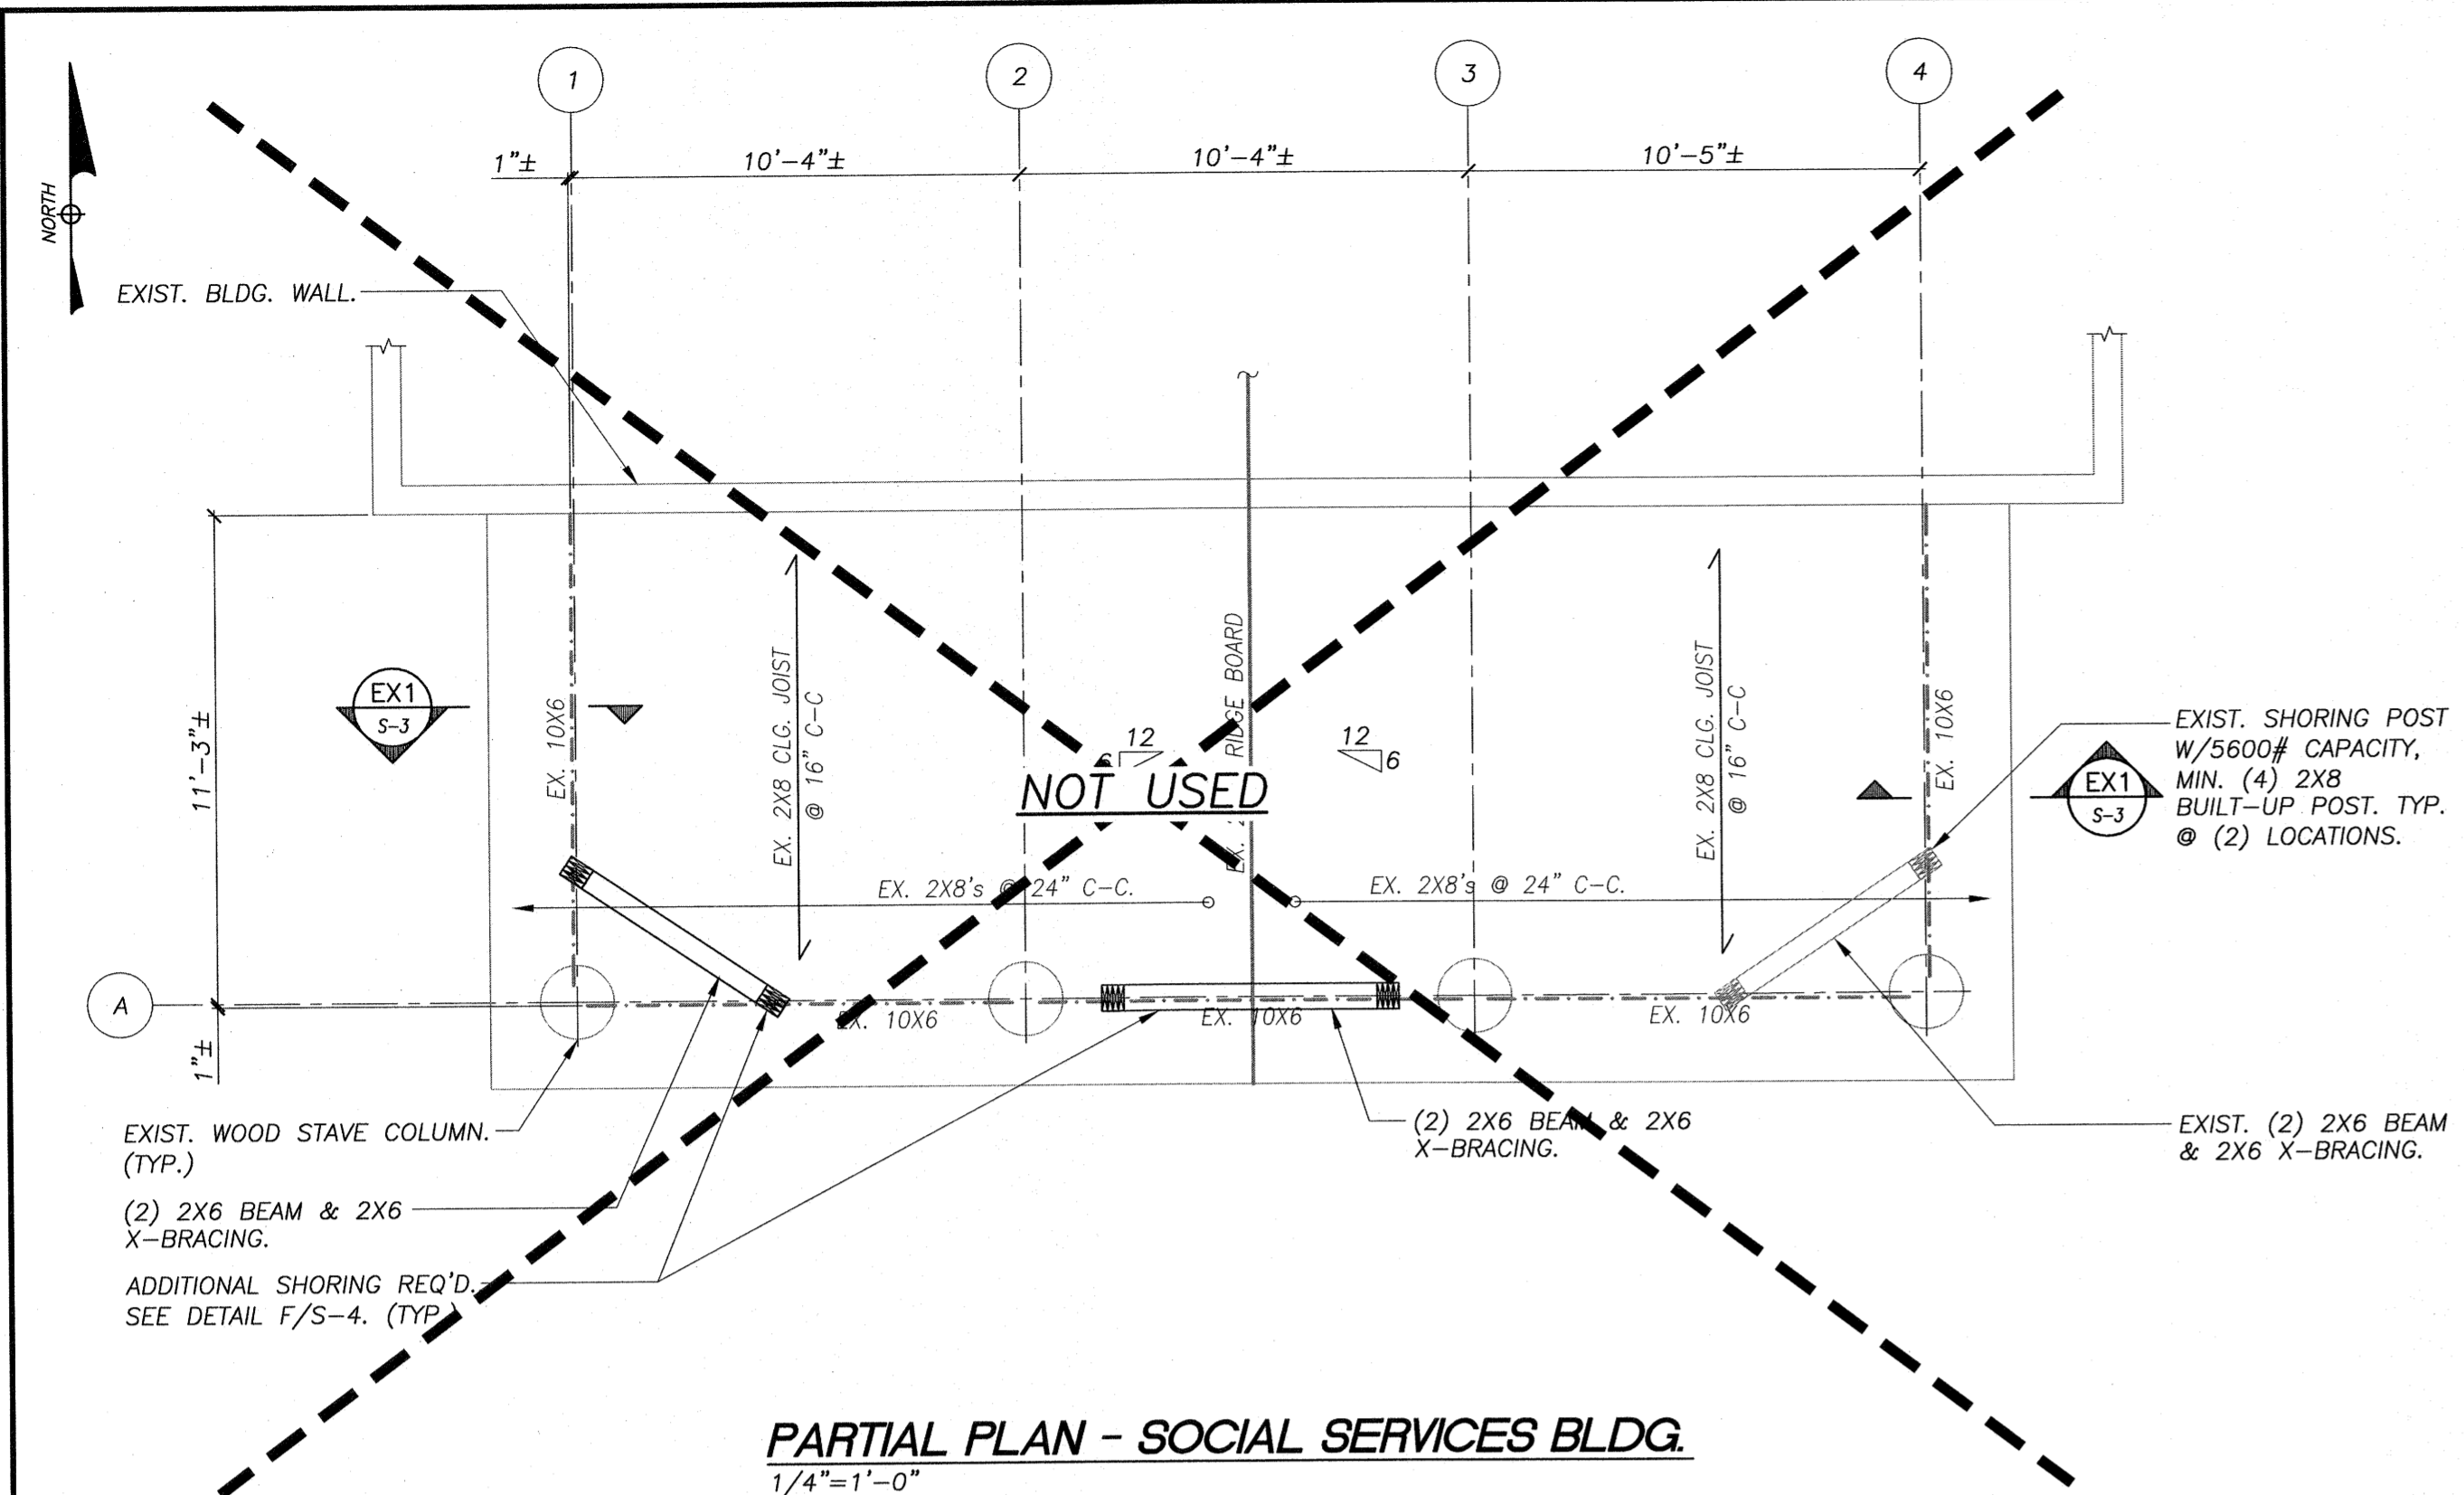 1
2
3
4
1"±
10'-4"±
10'-4"±
10'-5"±
NORTH
EXIST. BLDG. WALL.
EX1
S-3
11'-3"±
EX. 10X6
EX. 2X8 CLG. JOIST
@ 16" C-C
12
6
NOT USED
RIDGE BOARD
12
6
EX. 2X8 CLG. JOIST
@ 16" C-C
EX. 10X6
EX1
S-3
EXIST. SHORING POST
W/5600# CAPACITY,
MIN. (4) 2X8
BUILT-UP POST. TYP.
@ (2) LOCATIONS.
EX. 2X8's @ 24" C-C.
EX. 2X8's @ 24" C-C.
A
1"±
EX. 10X6
EX. 10X6
EX. 10X6
EXIST. WOOD STAVE COLUMN.
(TYP.)
(2) 2X6 BEAM & 2X6
X-BRACING.
ADDITIONAL SHORING REQ'D.
SEE DETAIL F/S-4. (TYP.)
(2) 2X6 BEAM & 2X6
X-BRACING.
EXIST. (2) 2X6 BEAM
& 2X6 X-BRACING.
PARTIAL PLAN - SOCIAL SERVICES BLDG.
1/4"=1'-0"